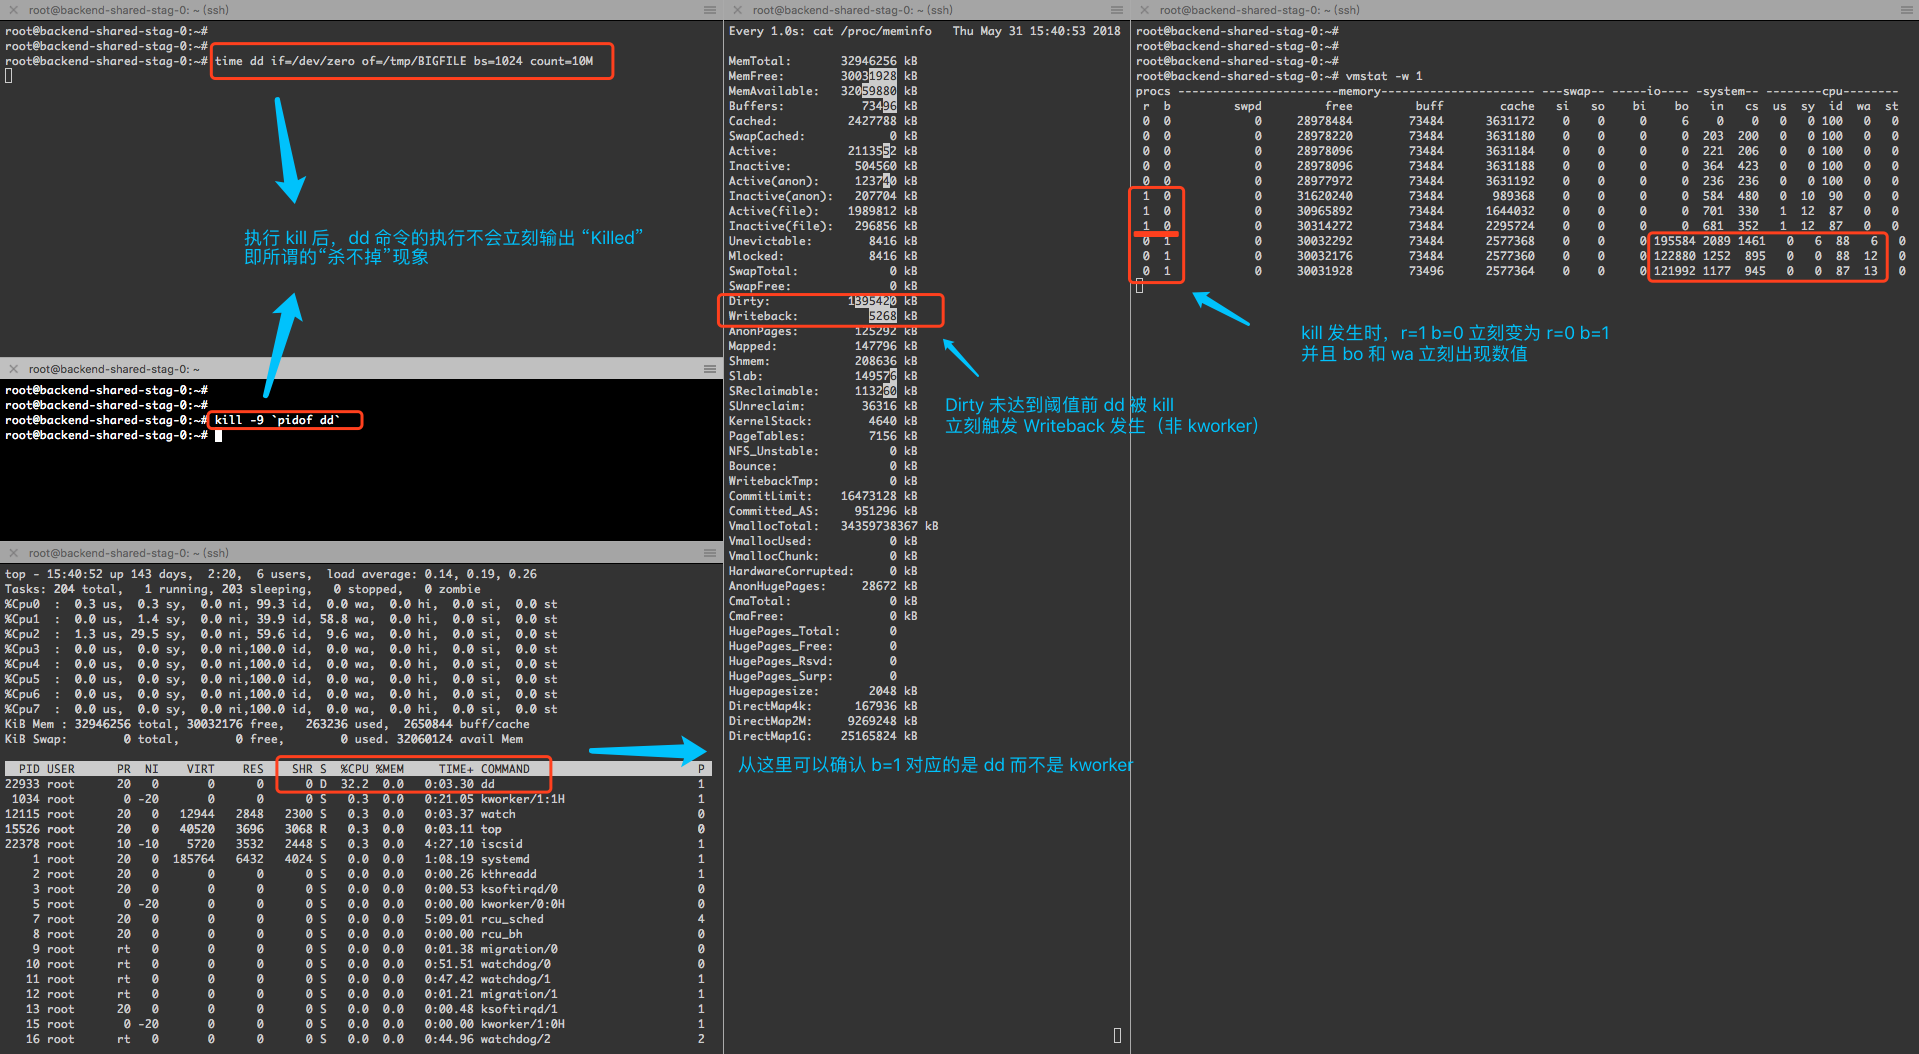 root@backend-shared-stag-0: ~ (ssh)
root@backend-shared-stag-0:~#
root@backend-shared-stag-0:~#
root@backend-shared-stag-0:~# time dd if=/dev/zero of=/tmp/BIGFILE bs=1024 count=10M
执行 kill 后，dd 命令的执行不会立刻输出 “Killed”
即所谓的“杀不掉”现象
root@backend-shared-stag-0: ~
root@backend-shared-stag-0:~#
root@backend-shared-stag-0:~#
root@backend-shared-stag-0:~# kill -9 `pidof dd`
root@backend-shared-stag-0:~#
root@backend-shared-stag-0: ~ (ssh)
top - 15:40:52 up 143 days,  2:20,  6 users,  load average: 0.14, 0.19, 0.26
Tasks: 204 total,   1 running, 203 sleeping,   0 stopped,   0 zombie
%Cpu0  :  0.3 us,  0.3 sy,  0.0 ni, 99.3 id,  0.0 wa,  0.0 hi,  0.0 si,  0.0 st
%Cpu1  :  0.0 us,  1.4 sy,  0.0 ni, 39.9 id, 58.8 wa,  0.0 hi,  0.0 si,  0.0 st
%Cpu2  :  1.3 us, 29.5 sy,  0.0 ni, 59.6 id,  9.6 wa,  0.0 hi,  0.0 si,  0.0 st
%Cpu3  :  0.0 us,  0.0 sy,  0.0 ni,100.0 id,  0.0 wa,  0.0 hi,  0.0 si,  0.0 st
%Cpu4  :  0.0 us,  0.0 sy,  0.0 ni,100.0 id,  0.0 wa,  0.0 hi,  0.0 si,  0.0 st
%Cpu5  :  0.0 us,  0.0 sy,  0.0 ni,100.0 id,  0.0 wa,  0.0 hi,  0.0 si,  0.0 st
%Cpu6  :  0.0 us,  0.0 sy,  0.0 ni,100.0 id,  0.0 wa,  0.0 hi,  0.0 si,  0.0 st
%Cpu7  :  0.0 us,  0.0 sy,  0.0 ni,100.0 id,  0.0 wa,  0.0 hi,  0.0 si,  0.0 st
KiB Mem : 32946256 total, 30032176 free,   263236 used,  2650844 buff/cache
KiB Swap:        0 total,        0 free,        0 used. 32060124 avail Mem
PID USER PR NI VIRT RES SHR S %CPU %MEM TIME+ COMMAND P
22933 root 20 0 0 0 0 D 32.2 0.0 0:03.30 dd 1
1034 root 0 -20 0 0 0 S 0.3 0.0 0:21.05 kworker/1:1H 1
12115 root 20 0 12944 2848 2300 S 0.3 0.0 0:03.37 watch 0
15526 root 20 0 40520 3696 3068 R 0.3 0.0 0:03.11 top 0
22378 root 10 -10 5720 3532 2448 S 0.3 0.0 4:27.10 iscsid 1
1 root 20 0 185764 6432 4024 S 0.0 0.0 1:08.19 systemd 1
2 root 20 0 0 0 0 S 0.0 0.0 0:00.26 kthreadd 1
3 root 20 0 0 0 0 S 0.0 0.0 0:00.53 ksoftirqd/0 0
5 root 0 -20 0 0 0 S 0.0 0.0 0:00.00 kworker/0:0H 0
7 root 20 0 0 0 0 S 0.0 0.0 5:09.01 rcu_sched 4
8 root 20 0 0 0 0 S 0.0 0.0 0:00.00 rcu_bh 0
9 root rt 0 0 0 0 S 0.0 0.0 0:01.38 migration/0 0
10 root rt 0 0 0 0 S 0.0 0.0 0:51.51 watchdog/0 0
11 root rt 0 0 0 0 S 0.0 0.0 0:47.42 watchdog/1 1
12 root rt 0 0 0 0 S 0.0 0.0 0:01.21 migration/1 1
13 root 20 0 0 0 0 S 0.0 0.0 0:00.48 ksoftirqd/1 1
15 root 0 -20 0 0 0 S 0.0 0.0 0:00.00 kworker/1:0H 1
16 root rt 0 0 0 0 S 0.0 0.0 0:44.96 watchdog/2 2
root@backend-shared-stag-0: ~ (ssh)
Every 1.0s: cat /proc/meminfo   Thu May 31 15:40:53 2018
MemTotal: 32946256 kB
MemFree: 30031928 kB
MemAvailable: 32059880 kB
Buffers: 73496 kB
Cached: 2427788 kB
SwapCached: 0 kB
Active: 2113552 kB
Inactive: 504560 kB
Active(anon): 123740 kB
Inactive(anon): 207704 kB
Active(file): 1989812 kB
Inactive(file): 296856 kB
Unevictable: 8416 kB
Mlocked: 8416 kB
SwapTotal: 0 kB
SwapFree: 0 kB
Dirty: 1395420 kB
Writeback: 5268 kB
AnonPages: 125292 kB
Mapped: 147796 kB
Shmem: 208636 kB
Slab: 149576 kB
SReclaimable: 113260 kB
SUnreclaim: 36316 kB
KernelStack: 4640 kB
PageTables: 7156 kB
NFS_Unstable: 0 kB
Bounce: 0 kB
WritebackTmp: 0 kB
CommitLimit: 16473128 kB
Committed_AS: 951296 kB
VmallocTotal: 34359738367 kB
VmallocUsed: 0 kB
VmallocChunk: 0 kB
HardwareCorrupted: 0 kB
AnonHugePages: 28672 kB
CmaTotal: 0 kB
CmaFree: 0 kB
HugePages_Total: 0
HugePages_Free: 0
HugePages_Rsvd: 0
HugePages_Surp: 0
Hugepagesize: 2048 kB
DirectMap4k: 167936 kB
DirectMap2M: 9269248 kB
DirectMap1G: 25165824 kB
Dirty 未达到阈值前 dd 被 kill
立刻触发 Writeback 发生（非 kworker）
从这里可以确认 b=1 对应的是 dd 而不是 kworker
root@backend-shared-stag-0: ~ (ssh)
root@backend-shared-stag-0:~#
root@backend-shared-stag-0:~#
root@backend-shared-stag-0:~#
root@backend-shared-stag-0:~# vmstat -w 1
procs -----------------------memory---------------------- ---swap-- -----io---- -system-- --------cpu--------
r b swpd free buff cache si so bi bo in cs us sy id wa st
0 0 0 28978484 73484 3631172 0 0 0 6 0 0 0 0 100 0 0
0 0 0 28978220 73484 3631180 0 0 0 0 203 200 0 0 100 0 0
0 0 0 28978096 73484 3631184 0 0 0 0 221 206 0 0 100 0 0
0 0 0 28978096 73484 3631188 0 0 0 0 364 423 0 0 100 0 0
0 0 0 28977972 73484 3631192 0 0 0 0 236 236 0 0 100 0 0
1 0 0 31620240 73484 989368 0 0 0 0 584 480 0 10 90 0 0
1 0 0 30965892 73484 1644032 0 0 0 0 701 330 1 12 87 0 0
1 0 0 30314272 73484 2295724 0 0 0 0 681 352 1 12 87 0 0
0 1 0 30032292 73484 2577368 0 0 0 195584 2089 1461 0 6 88 6 0
0 1 0 30032176 73484 2577360 0 0 0 122880 1252 895 0 0 88 12 0
0 1 0 30031928 73496 2577364 0 0 0 121992 1177 945 0 0 87 13 0
kill 发生时，r=1 b=0 立刻变为 r=0 b=1
并且 bo 和 wa 立刻出现数值